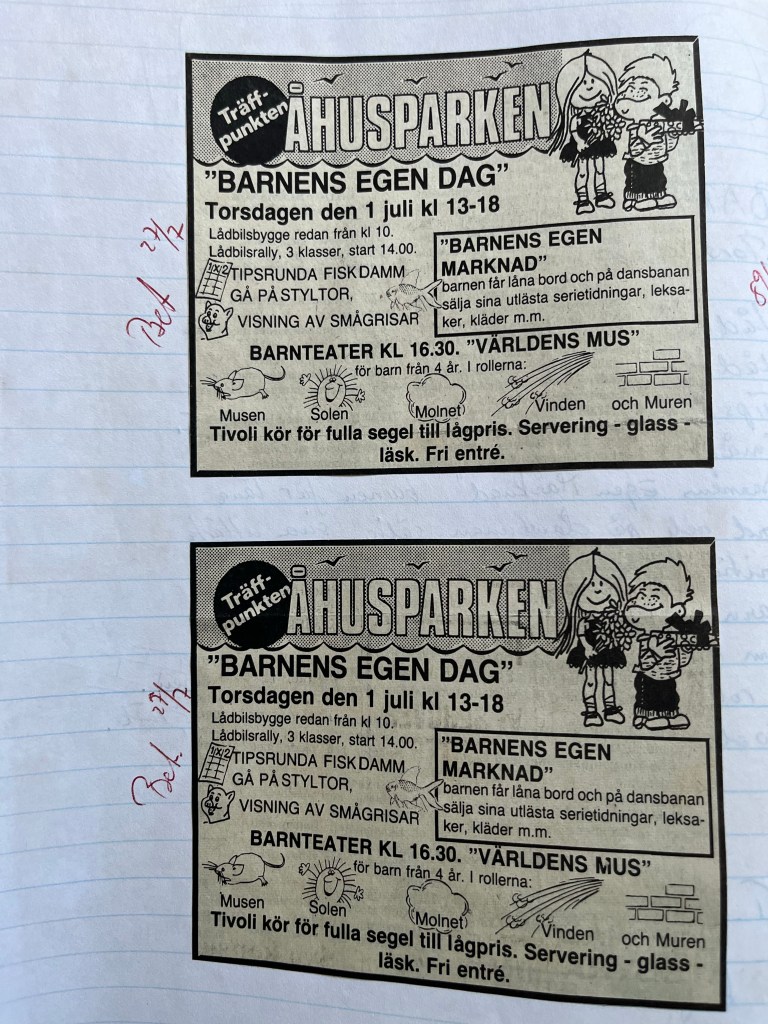 Träff-
punkten
ÅHUSPARKEN
"BARNENS EGEN DAG"
Torsdagen den 1 juli kl 13-18
Lådbilsbygge redan från kl 10.
Lådbilsrally, 3 klasser, start 14.00.
1/X/2
TIPSRUNDA FISKDAMM
GÅ PÅ STYLTOR,
VISNING AV SMÅGRISAR
"BARNENS EGEN
MARKNAD"
barnen får låna bord och på dansbanan
sälja sina utlästa serietidningar, leksa-
ker, kläder m.m.
BARNTEATER KL 16.30. "VÄRLDENS MUS"
för barn från 4 år. I rollerna:
Musen Solen Molnet Vinden och Muren
Tivoli kör för fulla segel till lågpris. Servering - glass -
läsk. Fri entré.
Bet 27/7
Träff-
punkten
ÅHUSPARKEN
"BARNENS EGEN DAG"
Torsdagen den 1 juli kl 13-18
Lådbilsbygge redan från kl 10.
Lådbilsrally, 3 klasser, start 14.00.
1/X/2
TIPSRUNDA FISKDAMM
GÅ PÅ STYLTOR,
VISNING AV SMÅGRISAR
"BARNENS EGEN
MARKNAD"
barnen får låna bord och på dansbanan
sälja sina utlästa serietidningar, leksa-
ker, kläder m.m.
BARNTEATER KL 16.30. "VÄRLDENS MUS"
för barn från 4 år. I rollerna:
Musen Solen Molnet Vinden och Muren
Tivoli kör för fulla segel till lågpris. Servering - glass -
läsk. Fri entré.
Bet. 27/7